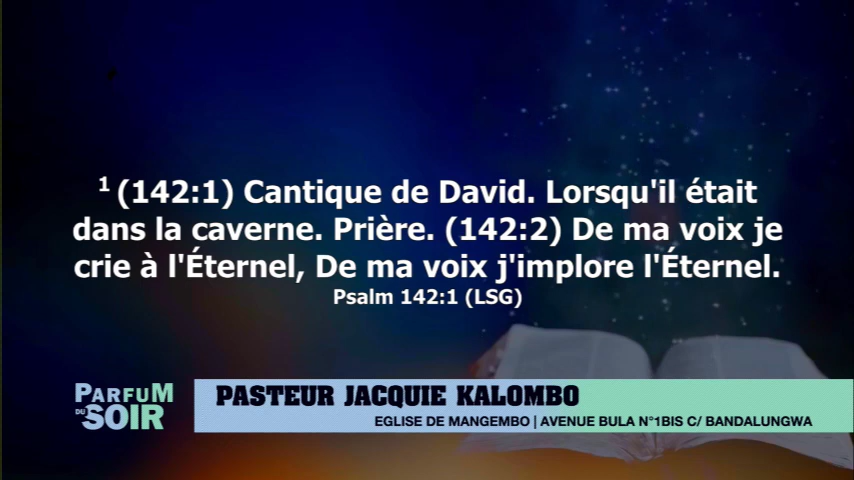 ¹ (142:1) Cantique de David. Lorsqu'il était
dans la caverne. Prière. (142:2) De ma voix je
crie à l'Éternel, De ma voix j'implore l'Éternel.
Psalm 142:1 (LSG)
PARFUM
DU SOIR
PASTEUR JACQUIE KALOMBO
EGLISE DE MANGEMBO | AVENUE BULA N°1BIS C/ BANDALUNGWA